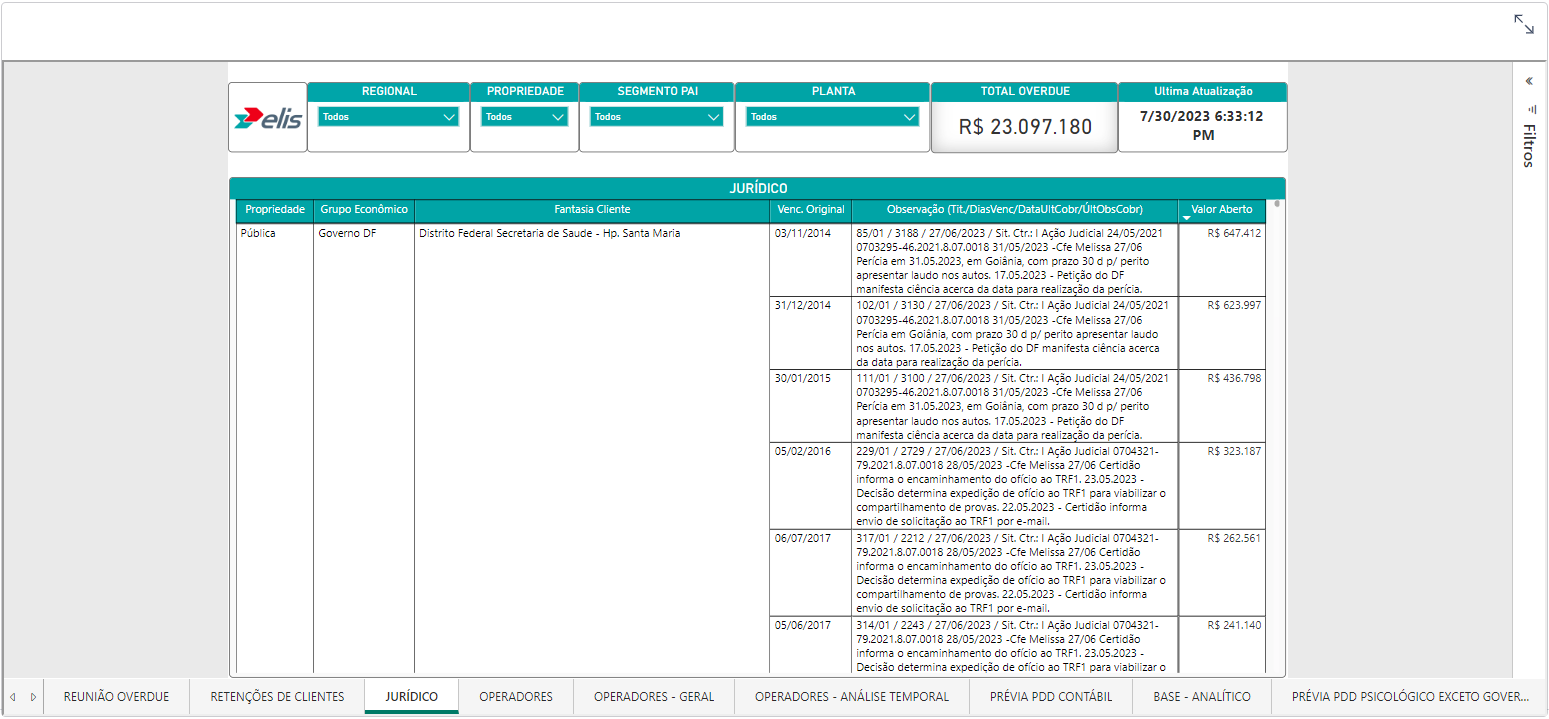 elis
REGIONAL
Todos
PROPRIEDADE
Todos
SEGMENTO PAI
Todos
PLANTA
Todos
TOTAL OVERDUE
R$ 23.097.180
Ultima Atualização
7/30/2023 6:33:12
PM
Filtros
JURÍDICO
Propriedade Grupo Econômico Fantasia Cliente Venc. Original Observação (Tit./DiasVenc/DataUltCobr/ÚltObsCobr) Valor Aberto
Pública Governo DF Distrito Federal Secretaria de Saude - Hp. Santa Maria 03/11/2014 85/01 / 3188 / 27/06/2023 / Sit. Ctr.: I Ação Judicial 24/05/2021 R$ 647.412
0703295-46.2021.8.07.0018 31/05/2023 -Cfe Melissa 27/06
Perícia em 31.05.2023, em Goiânia, com prazo 30 d p/ perito
apresentar laudo nos autos. 17.05.2023 - Petição do DF
manifesta ciência acerca da data para realização da perícia.
31/12/2014 102/01 / 3130 / 27/06/2023 / Sit. Ctr.: I Ação Judicial 24/05/2021 R$ 623.997
0703295-46.2021.8.07.0018 31/05/2023 -Cfe Melissa 27/06
Perícia em Goiânia, com prazo 30 d p/ perito apresentar laudo
nos autos. 17.05.2023 - Petição do DF manifesta ciência acerca
da data para realização da perícia.
30/01/2015 111/01 / 3100 / 27/06/2023 / Sit. Ctr.: I Ação Judicial 24/05/2021 R$ 436.798
0703295-46.2021.8.07.0018 31/05/2023 -Cfe Melissa 27/06
Perícia em 31.05.2023, em Goiânia, com prazo 30 d p/ perito
apresentar laudo nos autos. 17.05.2023 - Petição do DF
manifesta ciência acerca da data para realização da perícia.
05/02/2016 229/01 / 2729 / 27/06/2023 / Sit. Ctr.: I Ação Judicial 0704321- R$ 323.187
79.2021.8.07.0018 28/05/2023 -Cfe Melissa 27/06 Certidão
informa o encaminhamento do ofício ao TRF1. 23.05.2023 -
Decisão determina expedição de ofício ao TRF1 para viabilizar o
compartilhamento de provas. 22.05.2023 - Certidão informa
envio de solicitação ao TRF1 por e-mail.
06/07/2017 317/01 / 2212 / 27/06/2023 / Sit. Ctr.: I Ação Judicial 0704321- R$ 262.561
79.2021.8.07.0018 28/05/2023 -Cfe Melissa 27/06 Certidão
informa o encaminhamento do ofício ao TRF1. 23.05.2023 -
Decisão determina expedição de ofício ao TRF1 para viabilizar o
compartilhamento de provas. 22.05.2023 - Certidão informa
envio de solicitação ao TRF1 por e-mail.
05/06/2017 314/01 / 2243 / 27/06/2023 / Sit. Ctr.: I Ação Judicial 0704321- R$ 241.140
79.2021.8.07.0018 28/05/2023 -Cfe Melissa 27/06 Certidão
informa o encaminhamento do ofício ao TRF1. 23.05.2023 -
Decisão determina expedição de ofício ao TRF1 para viabilizar o
REUNIÃO OVERDUE RETENÇÕES DE CLIENTES JURÍDICO OPERADORES OPERADORES - GERAL OPERADORES - ANÁLISE TEMPORAL PRÉVIA PDD CONTÁBIL BASE - ANALÍTICO PRÉVIA PDD PSICOLÓGICO EXCETO GOVER...